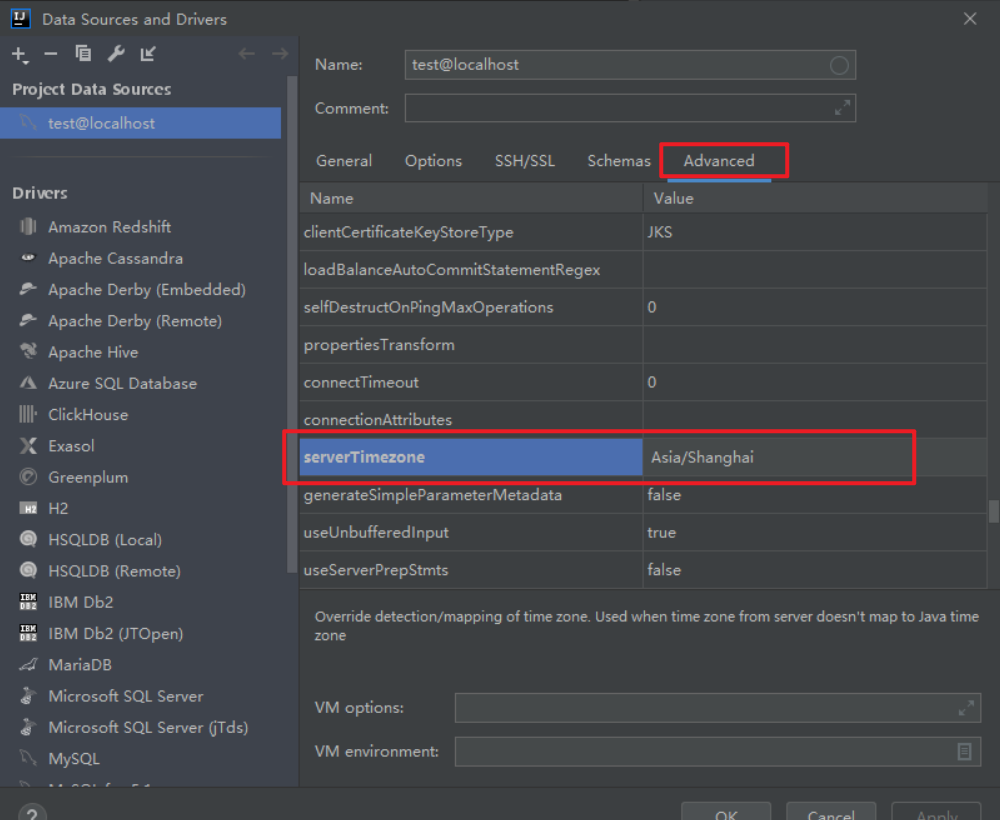 Data Sources and Drivers
Project Data Sources
test@localhost
Drivers
Amazon Redshift
Apache Cassandra
Apache Derby (Embedded)
Apache Derby (Remote)
Apache Hive
Azure SQL Database
ClickHouse
Exasol
Greenplum
H2
HSQLDB (Local)
HSQLDB (Remote)
IBM Db2
IBM Db2 (JTOpen)
MariaDB
Microsoft SQL Server
Microsoft SQL Server (jTds)
MySQL
Name: test@localhost
Comment:
General Options SSH/SSL Schemas Advanced
Name Value
clientCertificateKeyStoreType JKS
loadBalanceAutoCommitStatementRegex
selfDestructOnPingMaxOperations 0
propertiesTransform
connectTimeout 0
connectionAttributes
serverTimezone Asia/Shanghai
generateSimpleParameterMetadata false
useUnbufferedInput true
useServerPrepStmts false
Override detection/mapping of time zone. Used when time zone from server doesn't map to Java time
zone
VM options:
VM environment:
? OK Cancel Apply